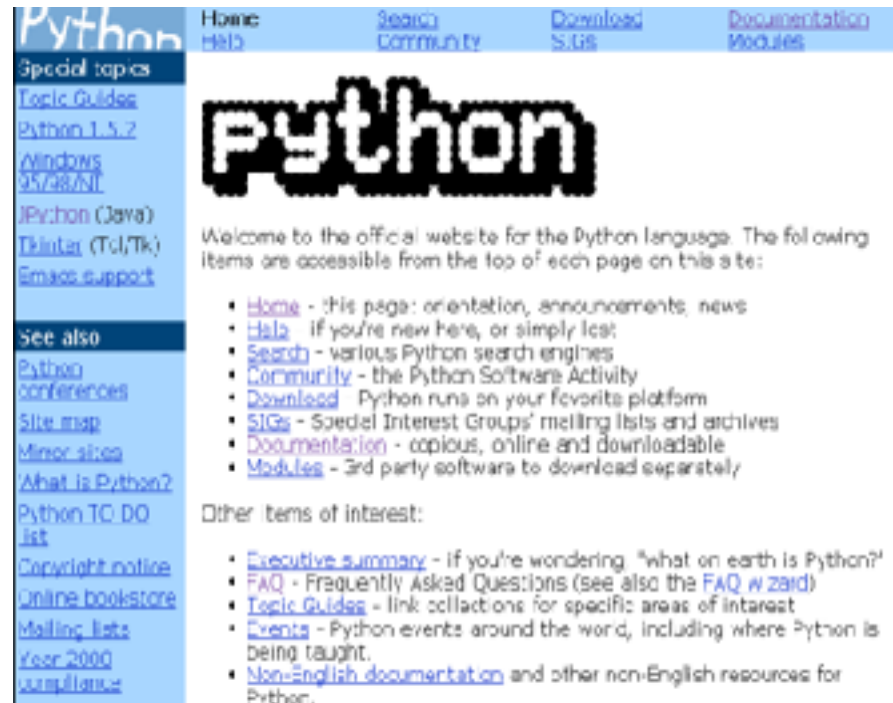 Python
Home Search Download Documentation
Help Community SIGs Modules
Special topics
Topic Guides
Python 1.5.2
Windows
95/98/NT
JPython (Java)
Tkinter (Tcl/Tk)
Emacs support
See also
Python
conferences
Site map
Mirror sites
What is Python?
Python TO DO
list
Copyright notice
Online bookstore
Mailing lists
Year 2000
compliance
python
Welcome to the official website for the Python language. The following
items are accessible from the top of each page on this site:
• Home - this page: orientation, announcements, news
• Help - if you're new here, or simply lost
• Search - various Python search engines
• Community - the Python Software Activity
• Download - Python runs on your favorite platform
• SIGs - Special Interest Groups' mailing lists and archives
• Documentation - copious, online and downloadable
• Modules - 3rd party software to download separately
Other items of interest:
• Executive summary - if you're wondering, "what on earth is Python?"
• FAQ - Frequently Asked Questions (see also the FAQ wizard)
• Topic Guides - link collections for specific areas of interest
• Events - Python events around the world, including where Python is
being taught.
• Non-English documentation and other non-English resources for
Python.